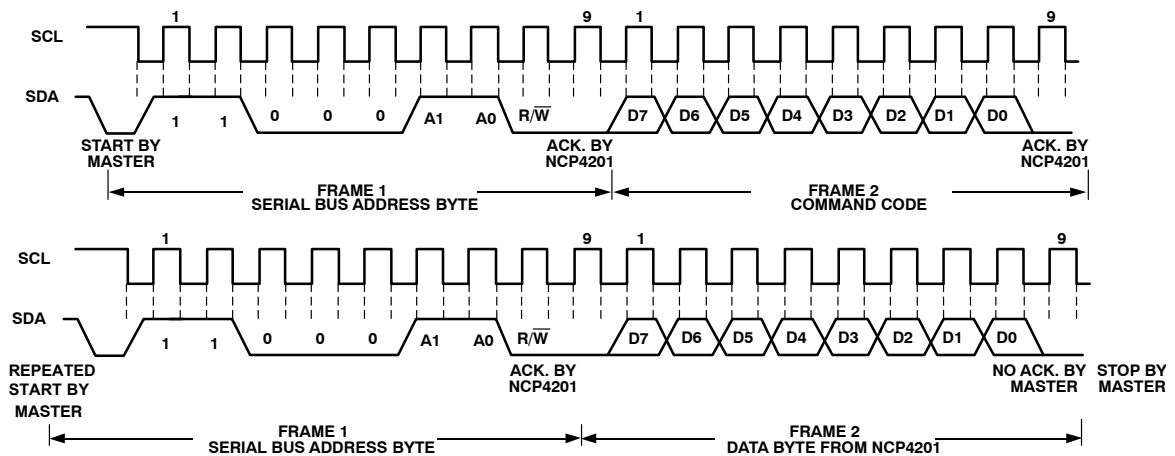 1 9 1 9
SCL
SDA
1 1 0 0 0 A1 A0 R/W̅ D7 D6 D5 D4 D3 D2 D1 D0
START BY
MASTER
ACK. BY
NCP4201
ACK. BY
NCP4201
FRAME 1
SERIAL BUS ADDRESS BYTE
FRAME 2
COMMAND CODE
1 9 1 9
SCL
SDA
1 1 0 0 0 A1 A0 R/W̅ D7 D6 D5 D4 D3 D2 D1 D0
REPEATED
START BY
MASTER
ACK. BY
NCP4201
NO ACK. BY
MASTER
STOP BY
MASTER
FRAME 1
SERIAL BUS ADDRESS BYTE
FRAME 2
DATA BYTE FROM NCP4201